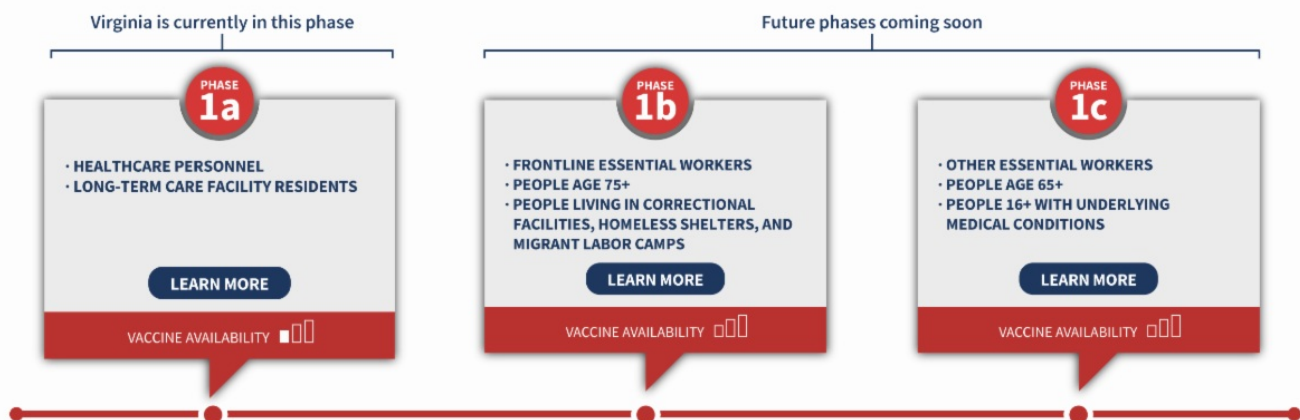 Virginia is currently in this phase
Future phases coming soon
PHASE
1a
· HEALTHCARE PERSONNEL
· LONG-TERM CARE FACILITY RESIDENTS
LEARN MORE
VACCINE AVAILABILITY
PHASE
1b
· FRONTLINE ESSENTIAL WORKERS
· PEOPLE AGE 75+
· PEOPLE LIVING IN CORRECTIONAL
FACILITIES, HOMELESS SHELTERS, AND
MIGRANT LABOR CAMPS
LEARN MORE
VACCINE AVAILABILITY
PHASE
1c
· OTHER ESSENTIAL WORKERS
· PEOPLE AGE 65+
· PEOPLE 16+ WITH UNDERLYING
MEDICAL CONDITIONS
LEARN MORE
VACCINE AVAILABILITY